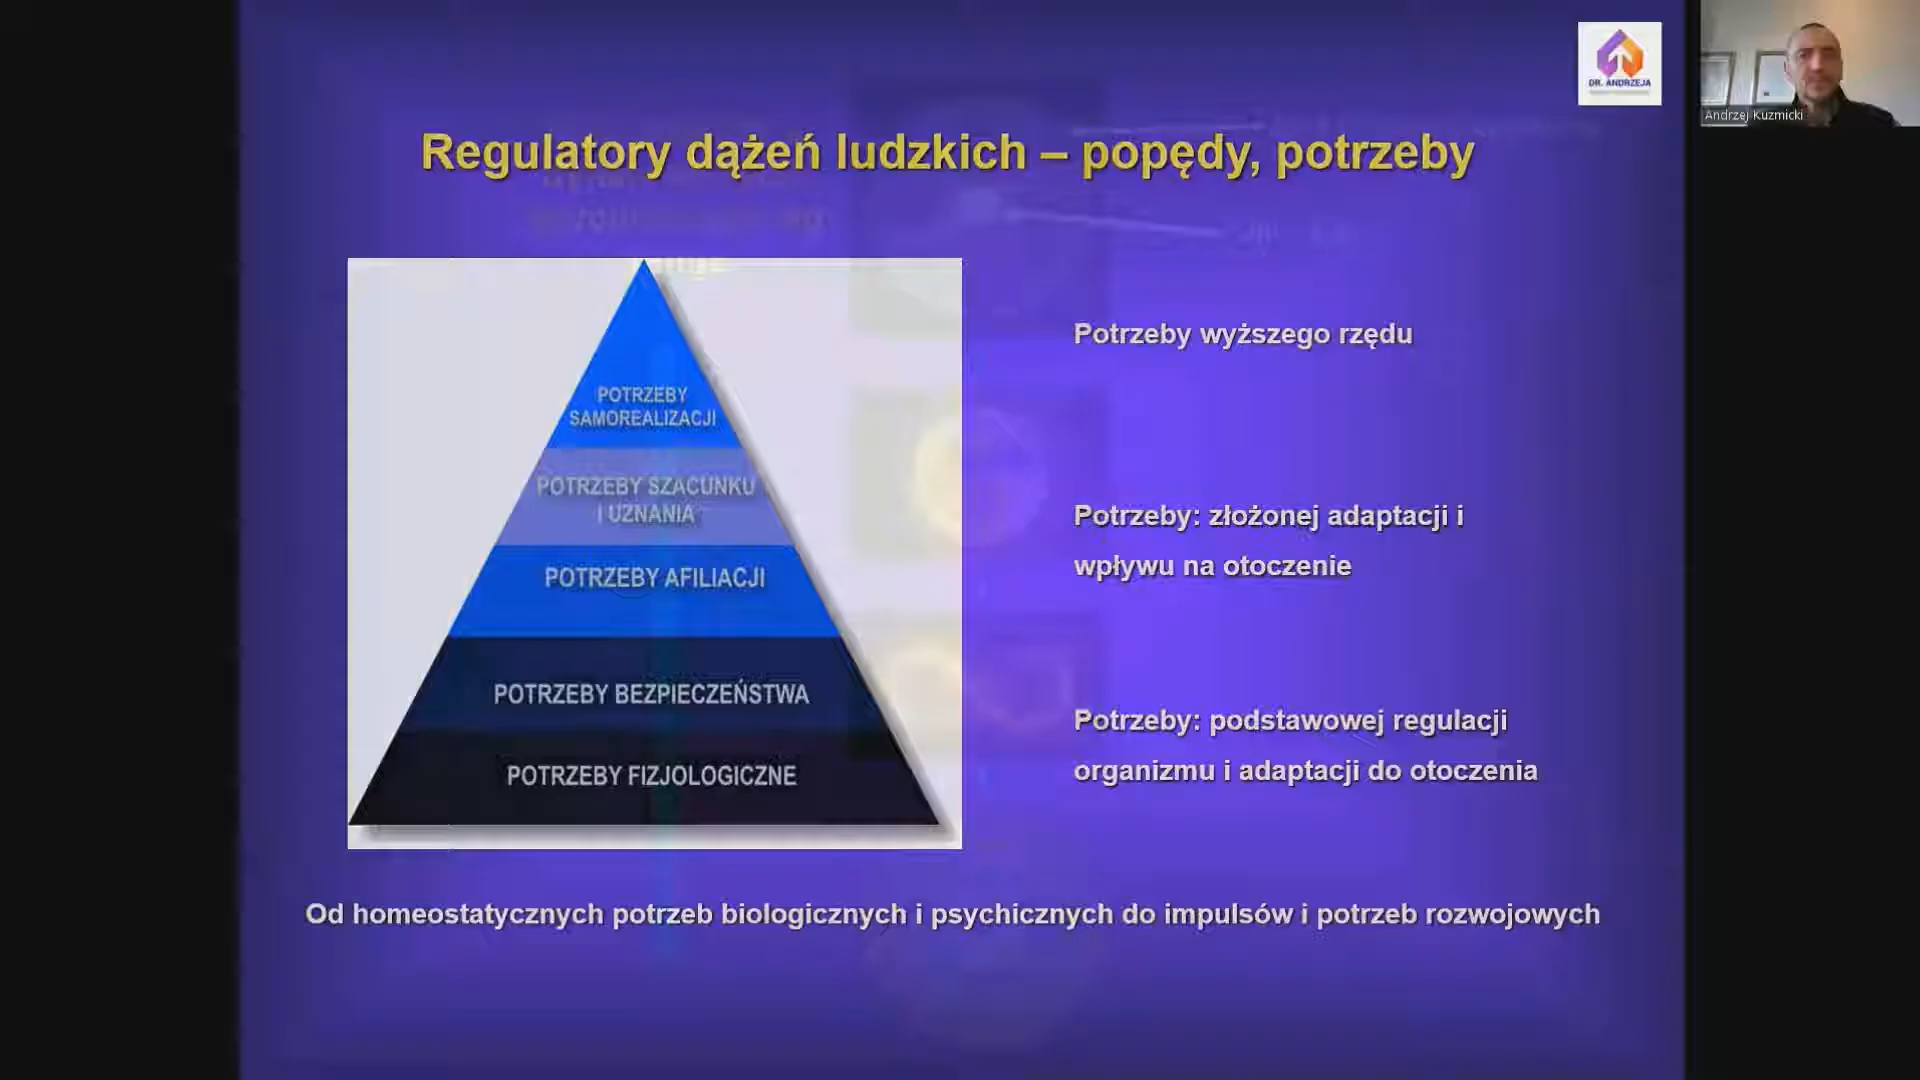 DR. ANDRZEJA
Andrzej Kuzmicki
Regulatory dążeń ludzkich – popędy, potrzeby
POTRZEBY
SAMOREALIZACJI
POTRZEBY SZACUNKU
I UZNANIA
POTRZEBY AFILIACJI
POTRZEBY BEZPIECZEŃSTWA
POTRZEBY FIZJOLOGICZNE
Potrzeby wyższego rzędu
Potrzeby: złożonej adaptacji i
wpływu na otoczenie
Potrzeby: podstawowej regulacji
organizmu i adaptacji do otoczenia
Od homeostatycznych potrzeb biologicznych i psychicznych do impulsów i potrzeb rozwojowych